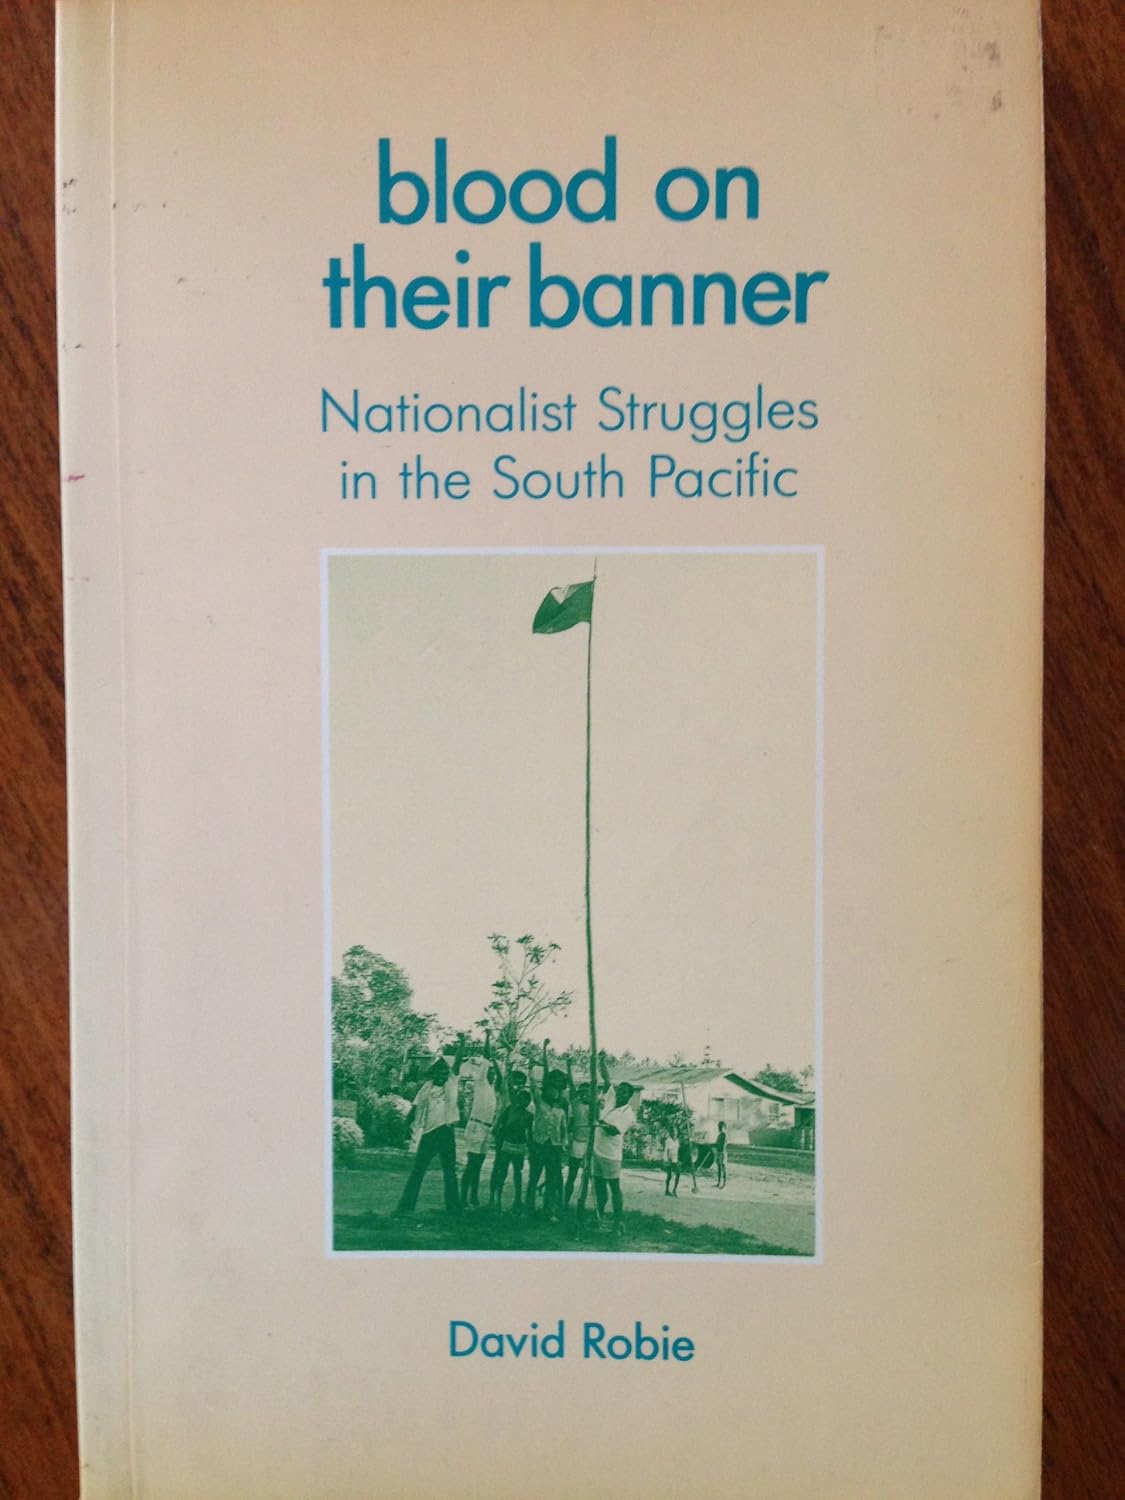 blood on
their banner
Nationalist Struggles
in the South Pacific
David Robie